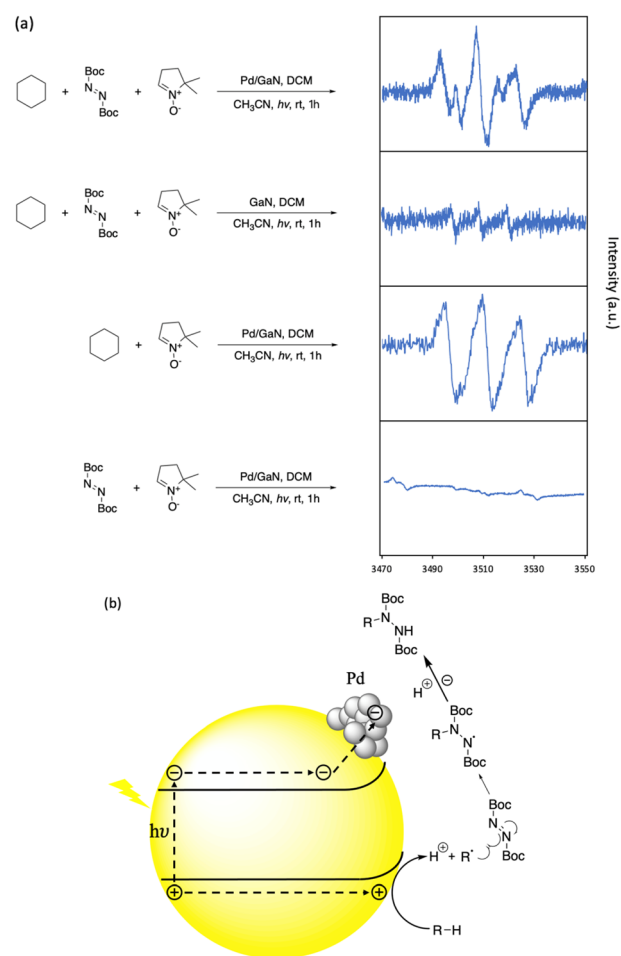 (a)
Boc
N
N
Boc
+
+
N+
O-
Pd/GaN, DCM
CH3CN, hv, rt, 1h
Boc
N
N
Boc
+
+
N+
O-
GaN, DCM
CH3CN, hv, rt, 1h
+
N+
O-
Pd/GaN, DCM
CH3CN, hv, rt, 1h
Boc
N
N
Boc
+
N+
O-
Pd/GaN, DCM
CH3CN, hv, rt, 1h
Intensity (a.u.)
3470 3490 3510 3530 3550
(b)
Boc
R
N
NH
Boc
H⊕
⊖
Pd
⊖
Boc
R
N
N•
Boc
⊖
⊖
hυ
Boc
N
N
Boc
H⊕ + R•
⊕
⊕
R–H